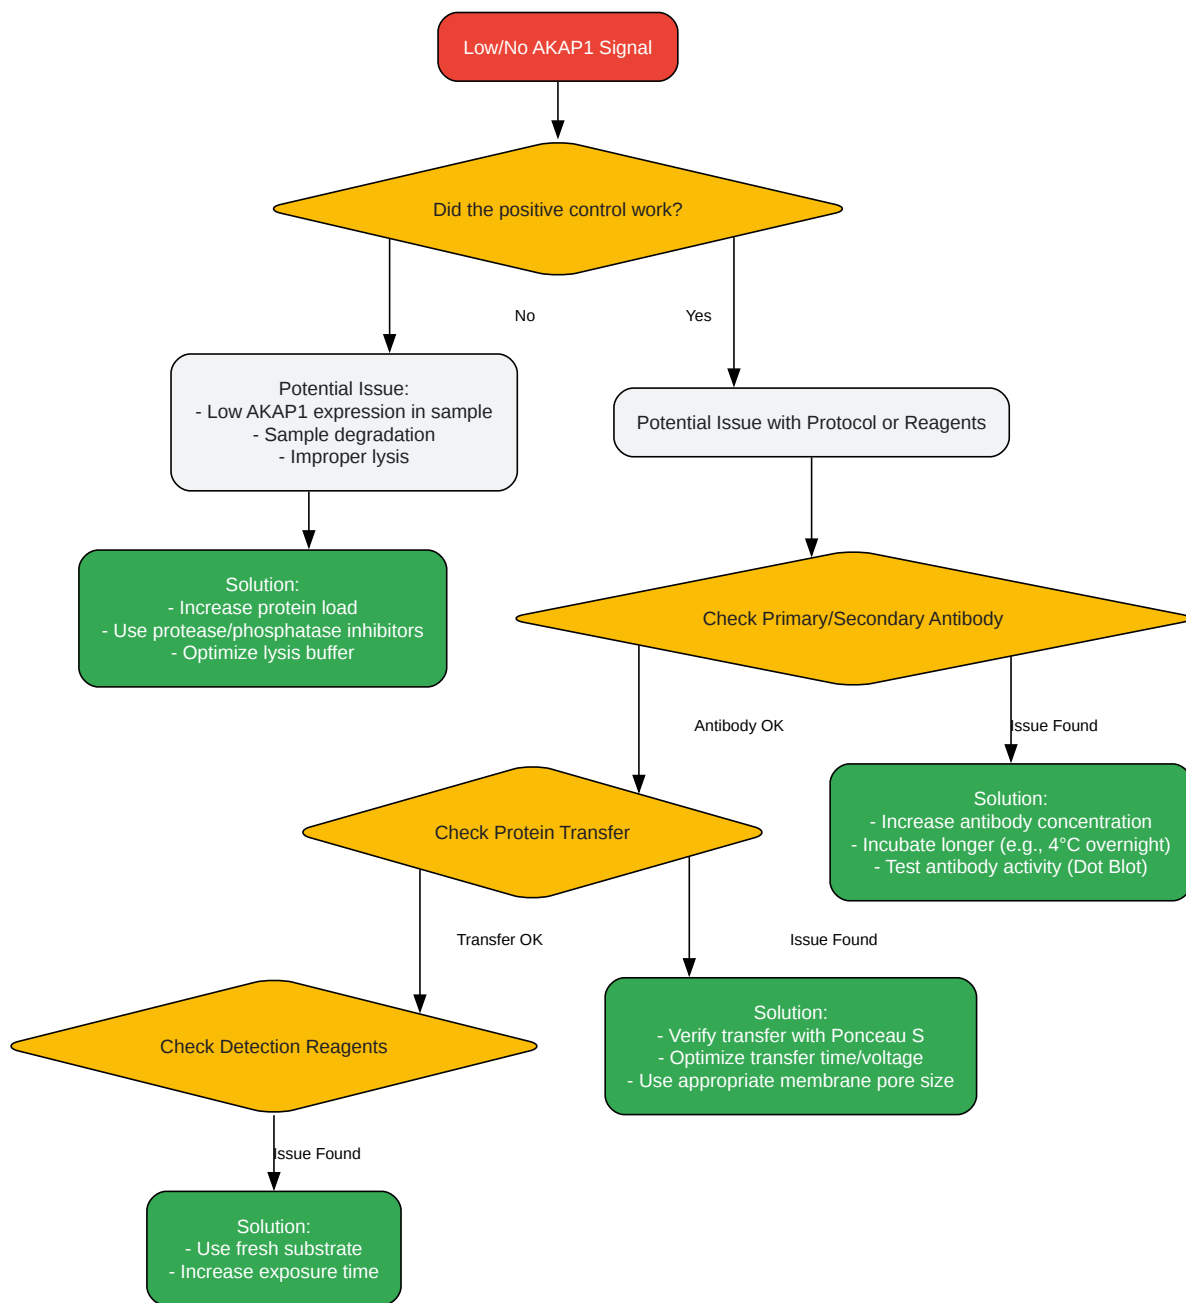 Low/No AKAP1 Signal
Did the positive control work?
No
Yes
Potential Issue:
- Low AKAP1 expression in sample
- Sample degradation
- Improper lysis
Potential Issue with Protocol or Reagents
Solution:
- Increase protein load
- Use protease/phosphatase inhibitors
- Optimize lysis buffer
Check Primary/Secondary Antibody
Antibody OK
Issue Found
Solution:
- Increase antibody concentration
- Incubate longer (e.g., 4°C overnight)
- Test antibody activity (Dot Blot)
Check Protein Transfer
Transfer OK
Issue Found
Solution:
- Verify transfer with Ponceau S
- Optimize transfer time/voltage
- Use appropriate membrane pore size
Check Detection Reagents
Issue Found
Solution:
- Use fresh substrate
- Increase exposure time